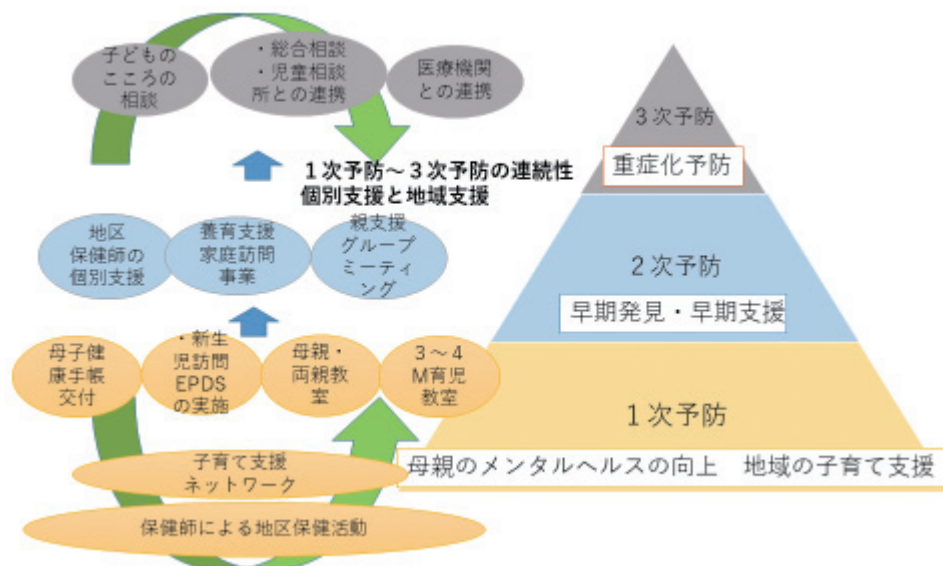 子どもの
こころの
相談
・総合相談
・児童相談
所との連携
医療機関
との連携
１次予防～３次予防の連続性
個別支援と地域支援
地区
保健師の
個別支援
養育支援
家庭訪問
事業
親支援
グループ
ミーティ
ング
母子健
康手帳
交付
・新生
児訪問
EPDS
の実施
母親・
両親教
室
３～４
M育児
教室
子育て支援
ネットワーク
保健師による地区保健活動
３次予防
重症化予防
２次予防
早期発見・早期支援
１次予防
母親のメンタルヘルスの向上　地域の子育て支援